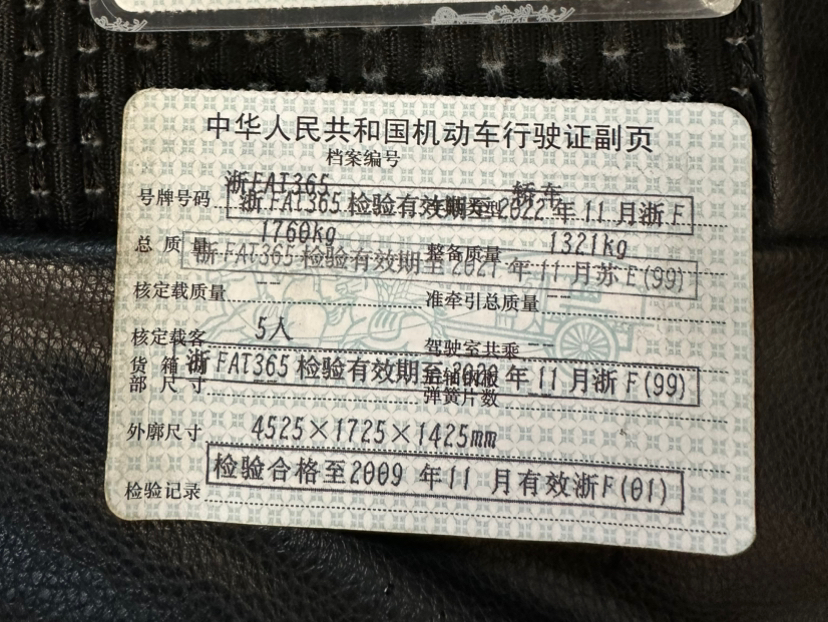 中华人民共和国机动车行驶证副页
档案编号
号牌号码 浙FAT365 轿车
浙FAT365 检验有效期至2022年11月浙F
总质量 1760kg 整备质量 1321kg
浙FAT365 检验有效期至2021年11月苏E(99)
核定载质量 -- 准牵引总质量 --
核定载客 5人 驾驶室共乘 --
货箱
浙FAT365 检验有效期至2020年11月浙F(99)
部尺寸 弹簧片数 --
外廓尺寸 4525×1725×1425mm
检验合格至2009年11月有效浙F(01)
检验记录